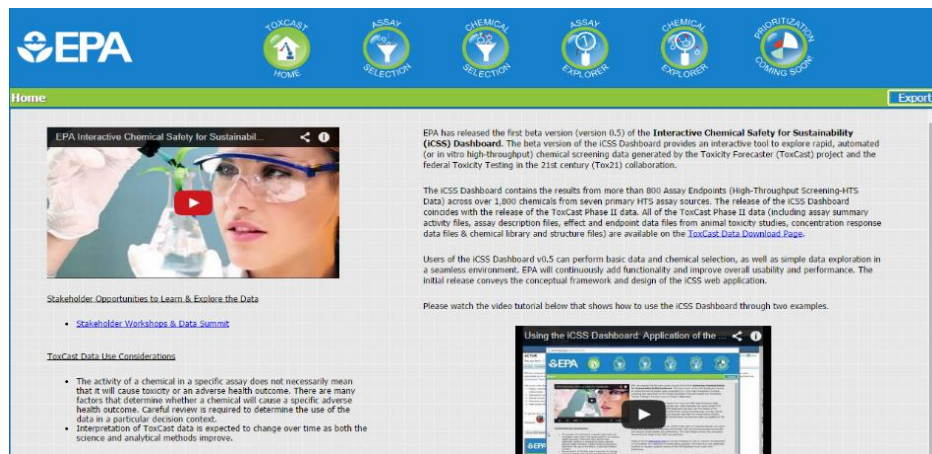 EPA
TOXCAST
HOME
ASSAY
SELECTION
CHEMICAL
SELECTION
ASSAY
EXPLORER
CHEMICAL
EXPLORER
PRIORITIZATION
COMING SOON!
Home
Export
EPA Interactive Chemical Safety for Sustainabil...
Stakeholder Opportunities to Learn & Explore the Data
• Stakeholder Workshops & Data Summit
ToxCast Data Use Considerations
• The activity of a chemical in a specific assay does not necessarily mean
that it will cause toxicity or an adverse health outcome. There are many
factors that determine whether a chemical will cause a specific adverse
health outcome. Careful review is required to determine the use of the
data in a particular decision context.
• Interpretation of ToxCast data is expected to change over time as both the
science and analytical methods improve.
EPA has released the first beta version (version 0.5) of the Interactive Chemical Safety for Sustainability
(iCSS) Dashboard. The beta version of the iCSS Dashboard provides an interactive tool to explore rapid, automated
(or in vitro high-throughput) chemical screening data generated by the Toxicity Forecaster (ToxCast) project and the
federal Toxicity Testing in the 21st century (Tox21) collaboration.
The iCSS Dashboard contains the results from more than 800 Assay Endpoints (High-Throughput Screening-HTS
Data) across over 1,800 chemicals from seven primary HTS assay sources. The release of the iCSS Dashboard
coincides with the release of the ToxCast Phase II data. All of the ToxCast Phase II data (including assay summary
activity files, assay description files, effect and endpoint data files from animal toxicity studies, concentration response
data files & chemical library and structure files) are available on the ToxCast Data Download Page.
Users of the iCSS Dashboard v0.5 can perform basic data and chemical selection, as well as simple data exploration in
a seamless environment. EPA will continuously add functionality and improve overall usability and performance. The
initial release conveys the conceptual framework and design of the iCSS web application.
Please watch the video tutorial below that shows how to use the iCSS Dashboard through two examples.
Using the iCSS Dashboard: Application of the ...
EPA